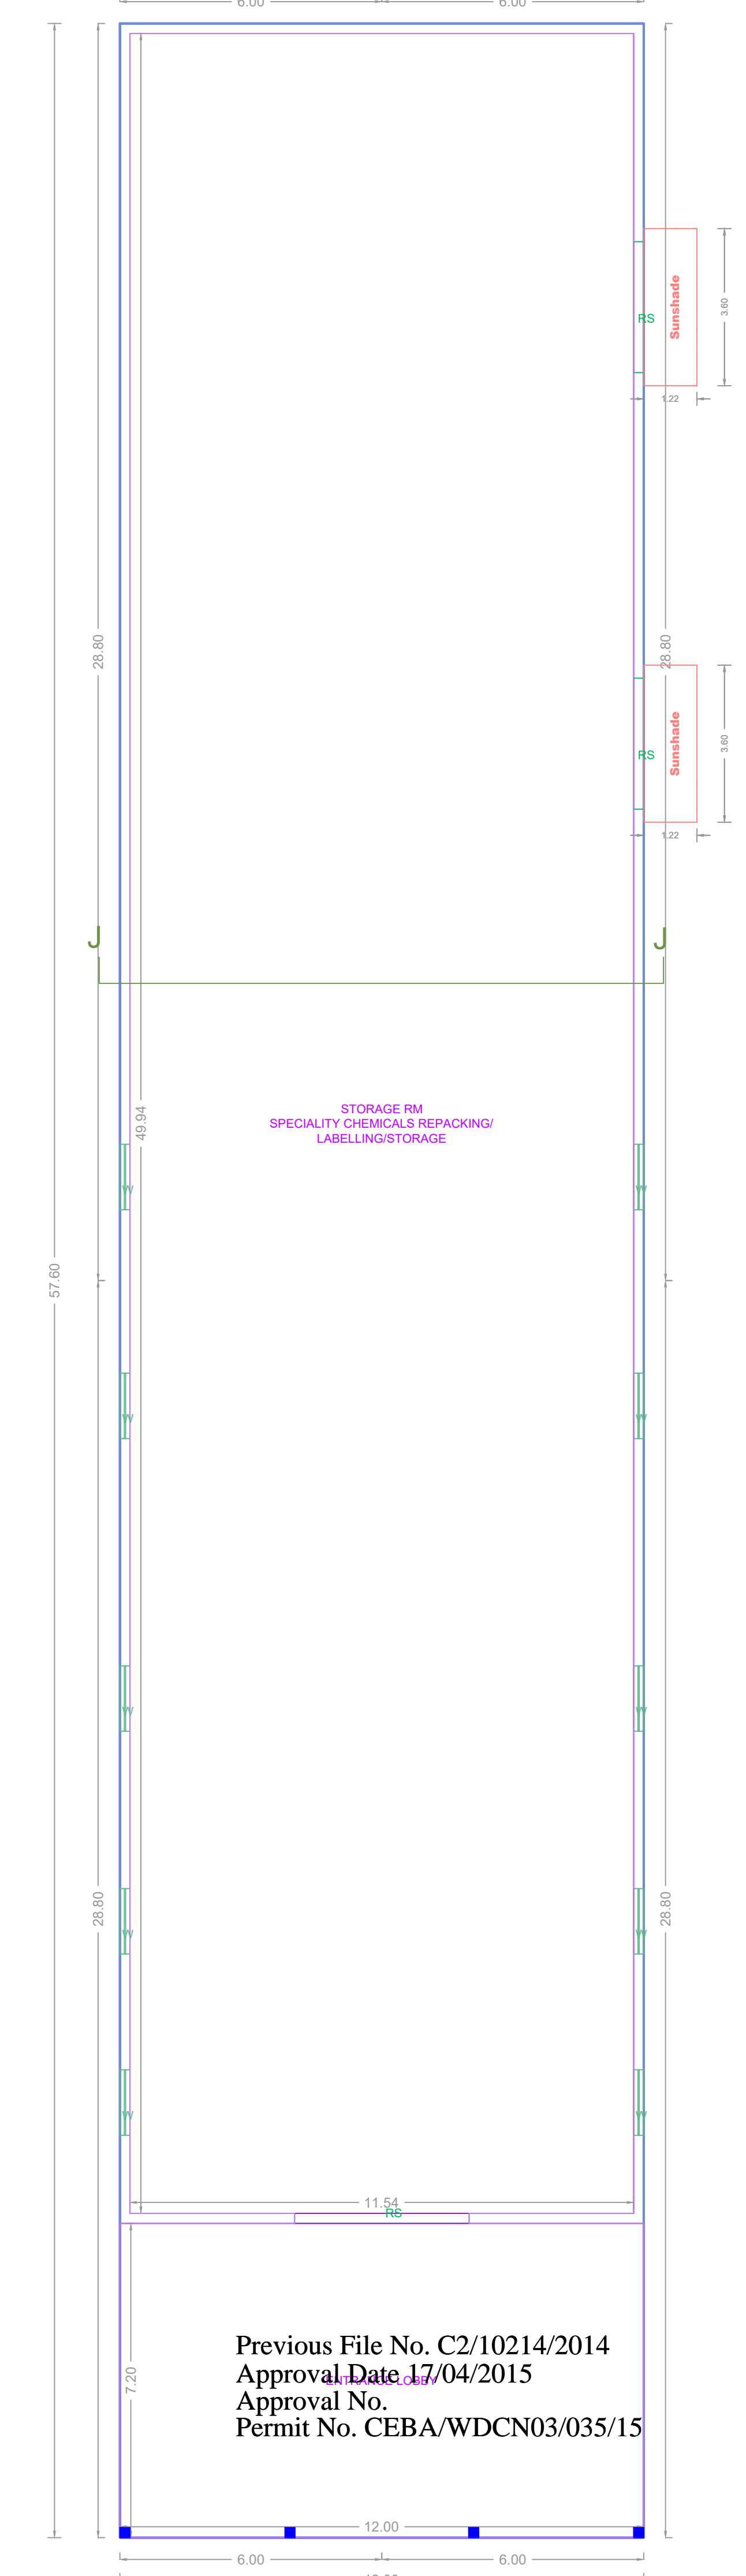 6.00 6.00
Sunshade
RS
3.60
1.22
28.80 28.80
Sunshade
RS
3.60
1.22
J J
49.94
STORAGE RM
SPECIALITY CHEMICALS REPACKING/
LABELLING/STORAGE
W W
57.60
W W
W W
28.80 28.80
W W
W W
11.54
RS
Previous File No. C2/10214/2014
Approval Date 17/04/2015
ENTRANCE LOBBY
7.20
Approval No.
Permit No. CEBA/WDCN03/035/15
12.00
6.00 6.00